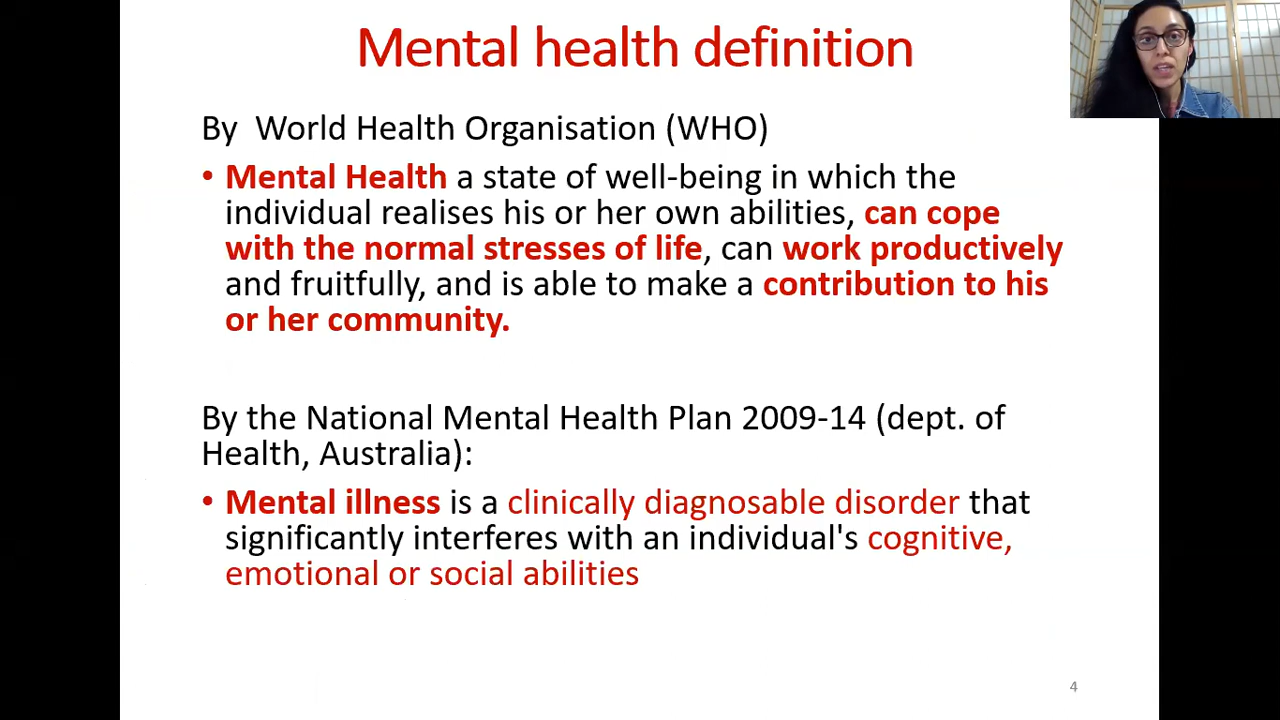 Mental health definition
By World Health Organisation (WHO)
• Mental Health a state of well-being in which the
individual realises his or her own abilities, can cope
with the normal stresses of life, can work productively
and fruitfully, and is able to make a contribution to his
or her community.
By the National Mental Health Plan 2009-14 (dept. of
Health, Australia):
• Mental illness is a clinically diagnosable disorder that
significantly interferes with an individual's cognitive,
emotional or social abilities
4